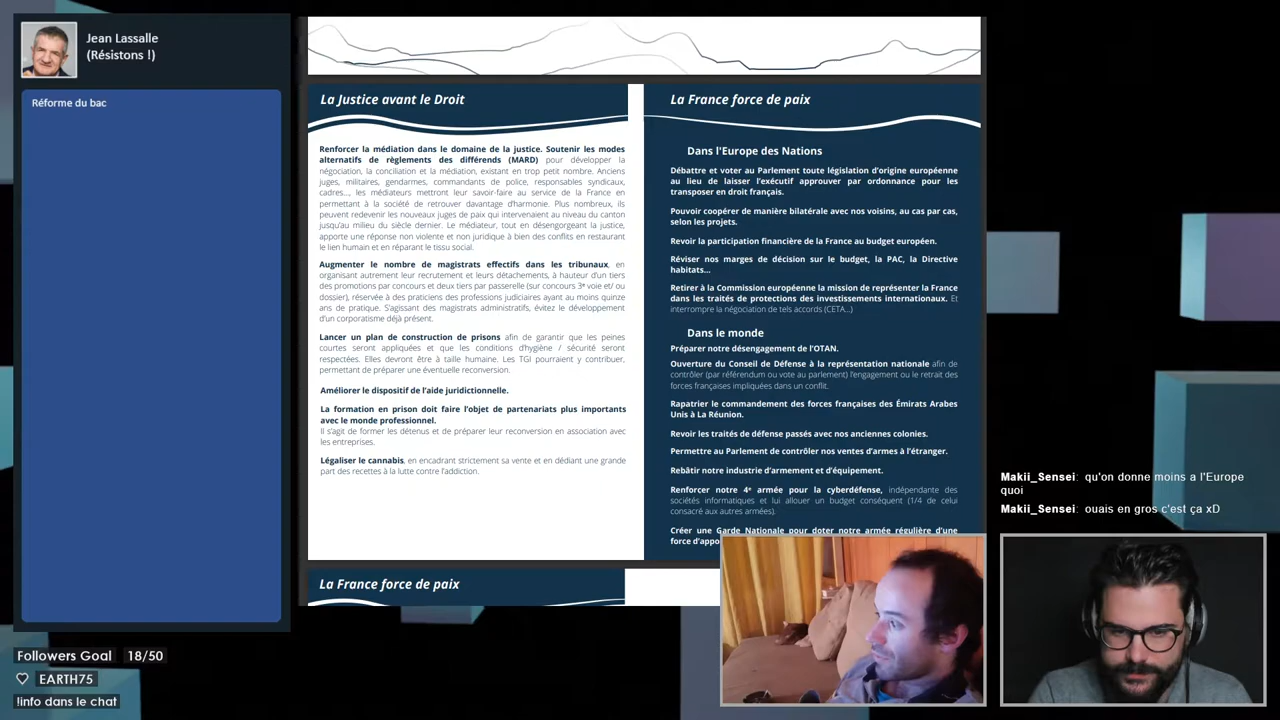 Jean Lassalle
(Résistons !)
Réforme du bac
La Justice avant le Droit
Renforcer la médiation dans le domaine de la justice. Soutenir les modes
alternatifs de règlements des différends (MARD) pour développer la
négociation, la conciliation et la médiation, existant en trop petit nombre. Anciens
juges, militaires, gendarmes, commandants de police, responsables syndicaux,
cadres..., les médiateurs mettront leur savoir-faire au service de la France en
permettant à la société de retrouver davantage d'harmonie. Plus nombreux, ils
peuvent redevenir les nouveaux juges de paix qui intervenaient au niveau du canton
jusqu'au milieu du siècle dernier. Le médiateur, tout en désengorgeant la justice,
apporte une réponse non violente et non juridique à bien des conflits en restaurant
le lien humain et en réparant le tissu social.
Augmenter le nombre de magistrats effectifs dans les tribunaux, en
organisant autrement leur recrutement et leurs détachements, à hauteur d'un tiers
des promotions par concours et deux tiers par passerelle (sur concours 3e voie et/ ou
dossier), réservée à des praticiens des professions judiciaires ayant au moins quinze
ans de pratique. S'agissant des magistrats administratifs, évitez le développement
d'un corporatisme déjà présent.
Lancer un plan de construction de prisons afin de garantir que les peines
courtes seront appliquées et que les conditions d'hygiène / sécurité seront
respectées. Elles devront être à taille humaine. Les TGI pourraient y contribuer,
permettant de préparer une éventuelle reconversion.
Améliorer le dispositif de l'aide juridictionnelle.
La formation en prison doit faire l'objet de partenariats plus importants
avec le monde professionnel.
Il s'agit de former les détenus et de préparer leur reconversion en association avec
les entreprises.
Légaliser le cannabis, en encadrant strictement sa vente et en dédiant une grande
part des recettes à la lutte contre l'addiction.
La France force de paix
La France force de paix
Dans l'Europe des Nations
Débattre et voter au Parlement toute législation d'origine européenne
au lieu de laisser l'exécutif approuver par ordonnance pour les
transposer en droit français.
Pouvoir coopérer de manière bilatérale avec nos voisins, au cas par cas,
selon les projets.
Revoir la participation financière de la France au budget européen.
Réviser nos marges de décision sur le budget, la PAC, la Directive
habitats...
Retirer à la Commission européenne la mission de représenter la France
dans les traités de protections des investissements internationaux. Et
interrompre la négociation de tels accords (CETA...)
Dans le monde
Préparer notre désengagement de l'OTAN.
Ouverture du Conseil de Défense à la représentation nationale afin de
contrôler (par référendum ou vote au parlement) l'engagement ou le retrait des
forces françaises impliquées dans un conflit.
Rapatrier le commandement des forces françaises des Émirats Arabes
Unis à La Réunion.
Revoir les traités de défense passés avec nos anciennes colonies.
Permettre au Parlement de contrôler nos ventes d'armes à l'étranger.
Rebâtir notre industrie d'armement et d'équipement.
Renforcer notre 4e armée pour la cyberdéfense, indépendante des
sociétés informatiques et lui allouer un budget conséquent (1/4 de celui
consacré aux autres armées).
Créer une Garde Nationale pour doter notre armée régulière d'une
force d'appo
Makii_Sensei: qu'on donne moins a l'Europe
quoi
Makii_Sensei: ouais en gros c'est ça xD
Followers Goal 18/50
EARTH75
!info dans le chat